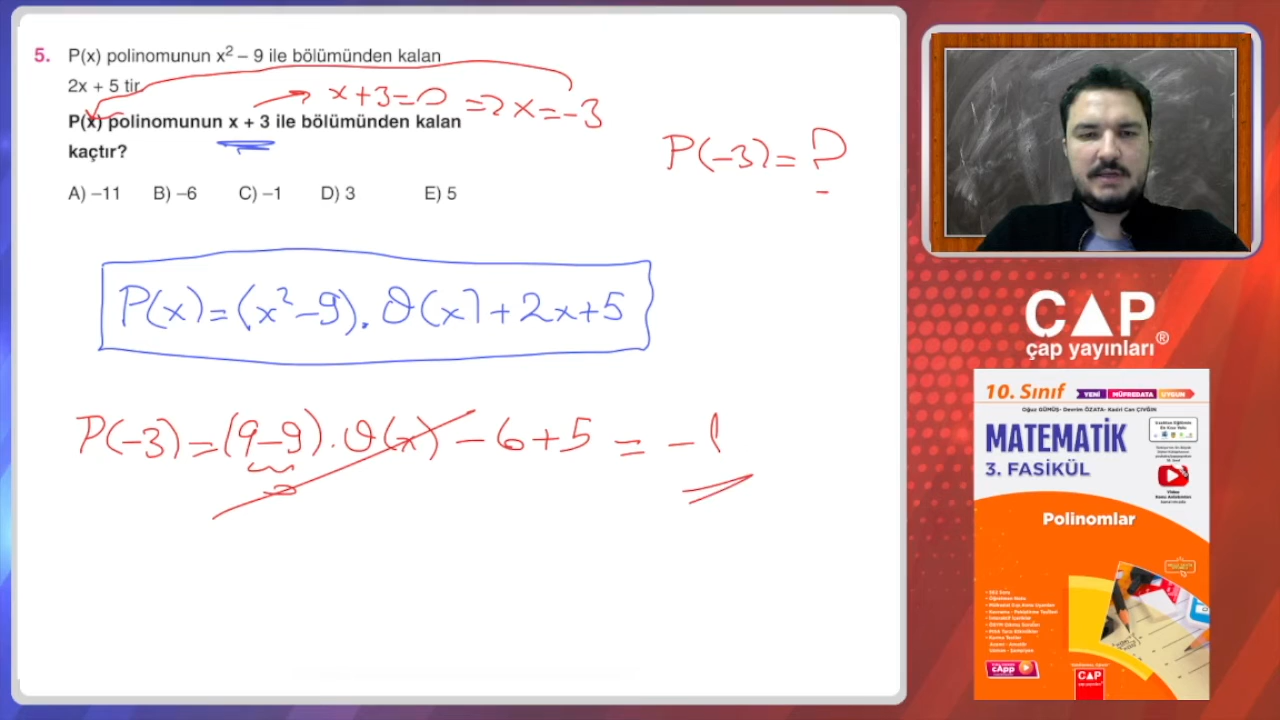 5. P(x) polinomunun x² – 9 ile bölümünden kalan
2x + 5 tir.
x+3=0 => x=-3
P(x) polinomunun x + 3 ile bölümünden kalan
kaçtır?
P(-3)=?
A) –11 B) –6 C) –1 D) 3 E) 5
P(x)=(x²-9).Q(x)+2x+5
P(-3)=(9-9).Q(x)-6+5=-1
0
ÇAP
çap yayınları®
10. Sınıf
YENİ MÜFREDATA UYGUN
Oğuz GÜMÜŞ- Devrim ÖZATA- Kadri Can ÇIVĞIN
MATEMATİK
3. FASİKÜL
Polinomlar
ÇAP